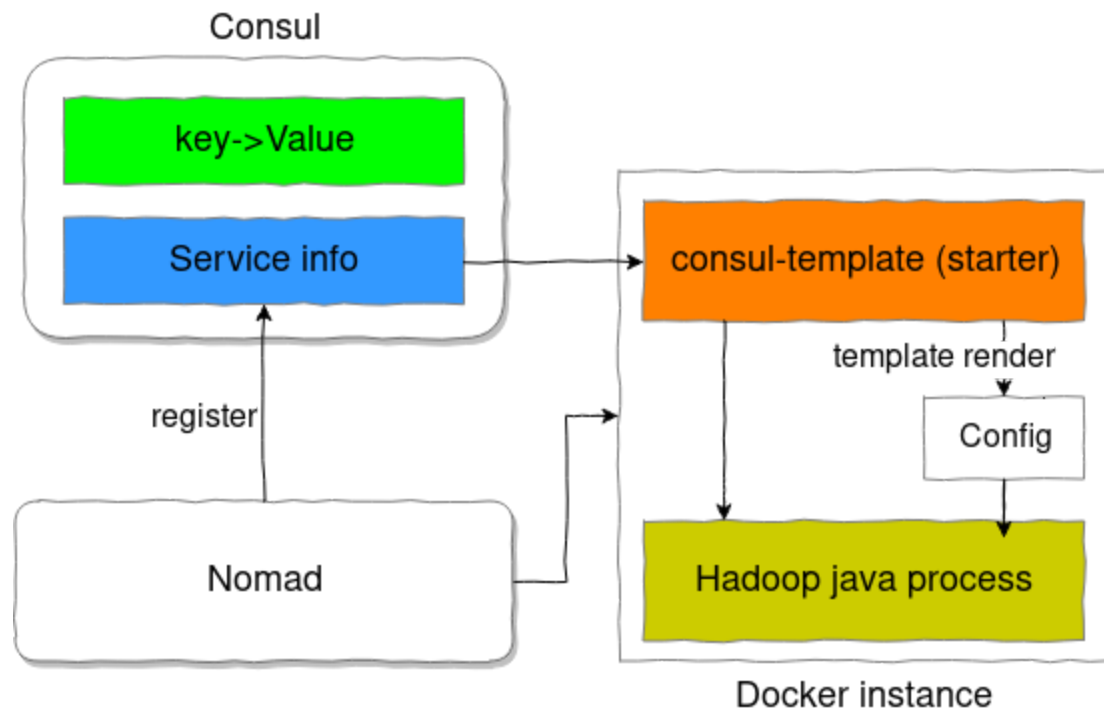 Consul
key->Value
Service info
consul-template (starter)
template render
register
Config
Nomad
Hadoop java process
Docker instance